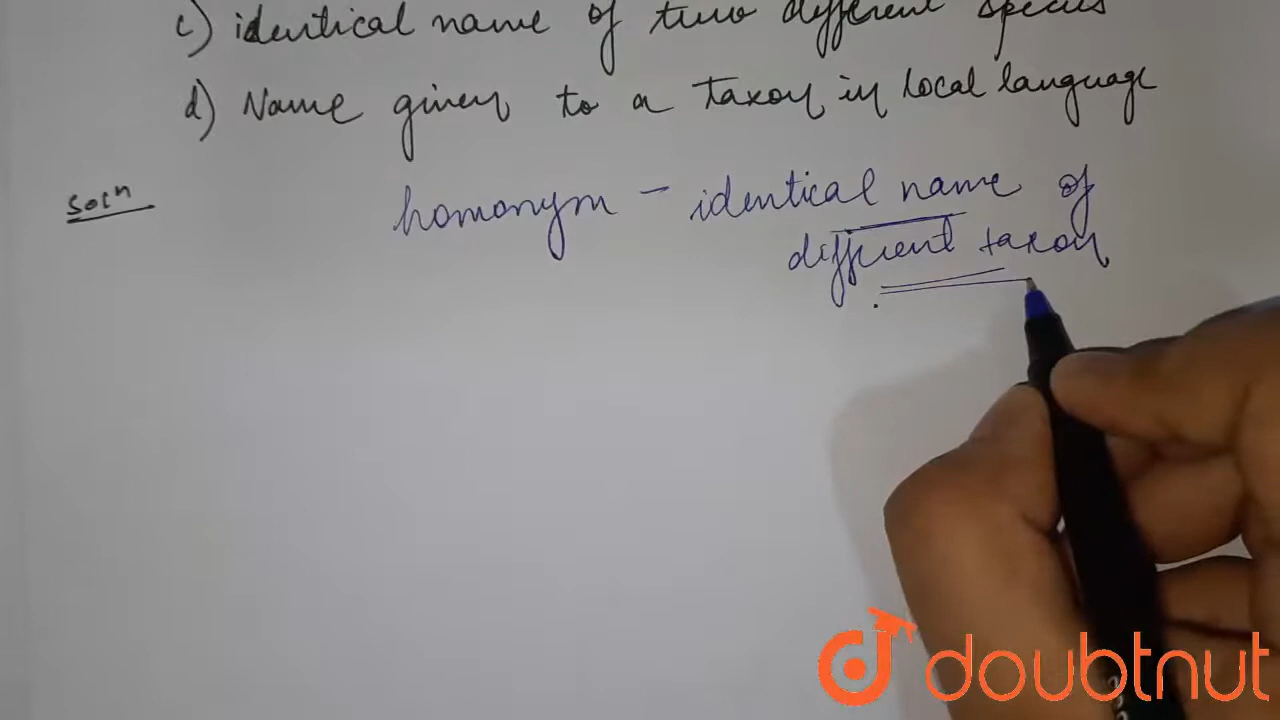 c) identical name of two different species
d) Name given to a taxon in local language
Solⁿ
homonym - identical name of
different taxon
doubtnut